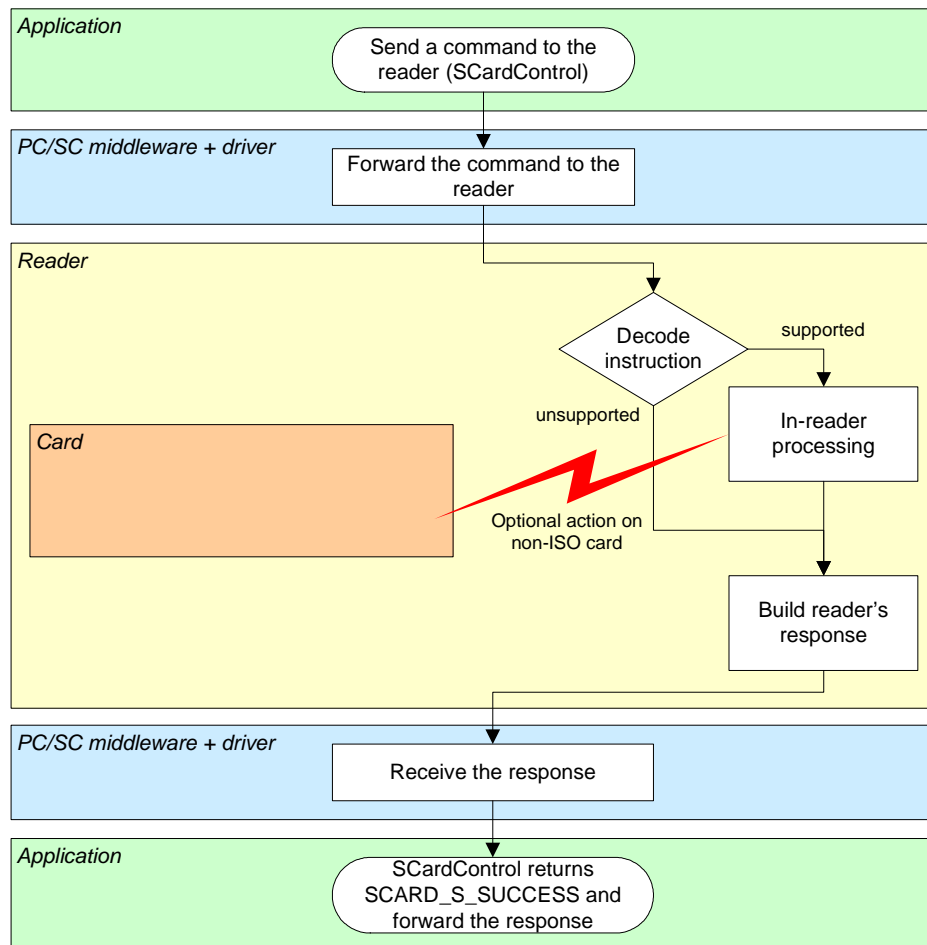 Application
Send a command to the
reader (SCardControl)
PC/SC middleware + driver
Forward the command to the
reader
Reader
Decode
instruction
supported
unsupported
In-reader
processing
Card
Optional action on
non-ISO card
Build reader's
response
PC/SC middleware + driver
Receive the response
Application
SCardControl returns
SCARD_S_SUCCESS and
forward the response